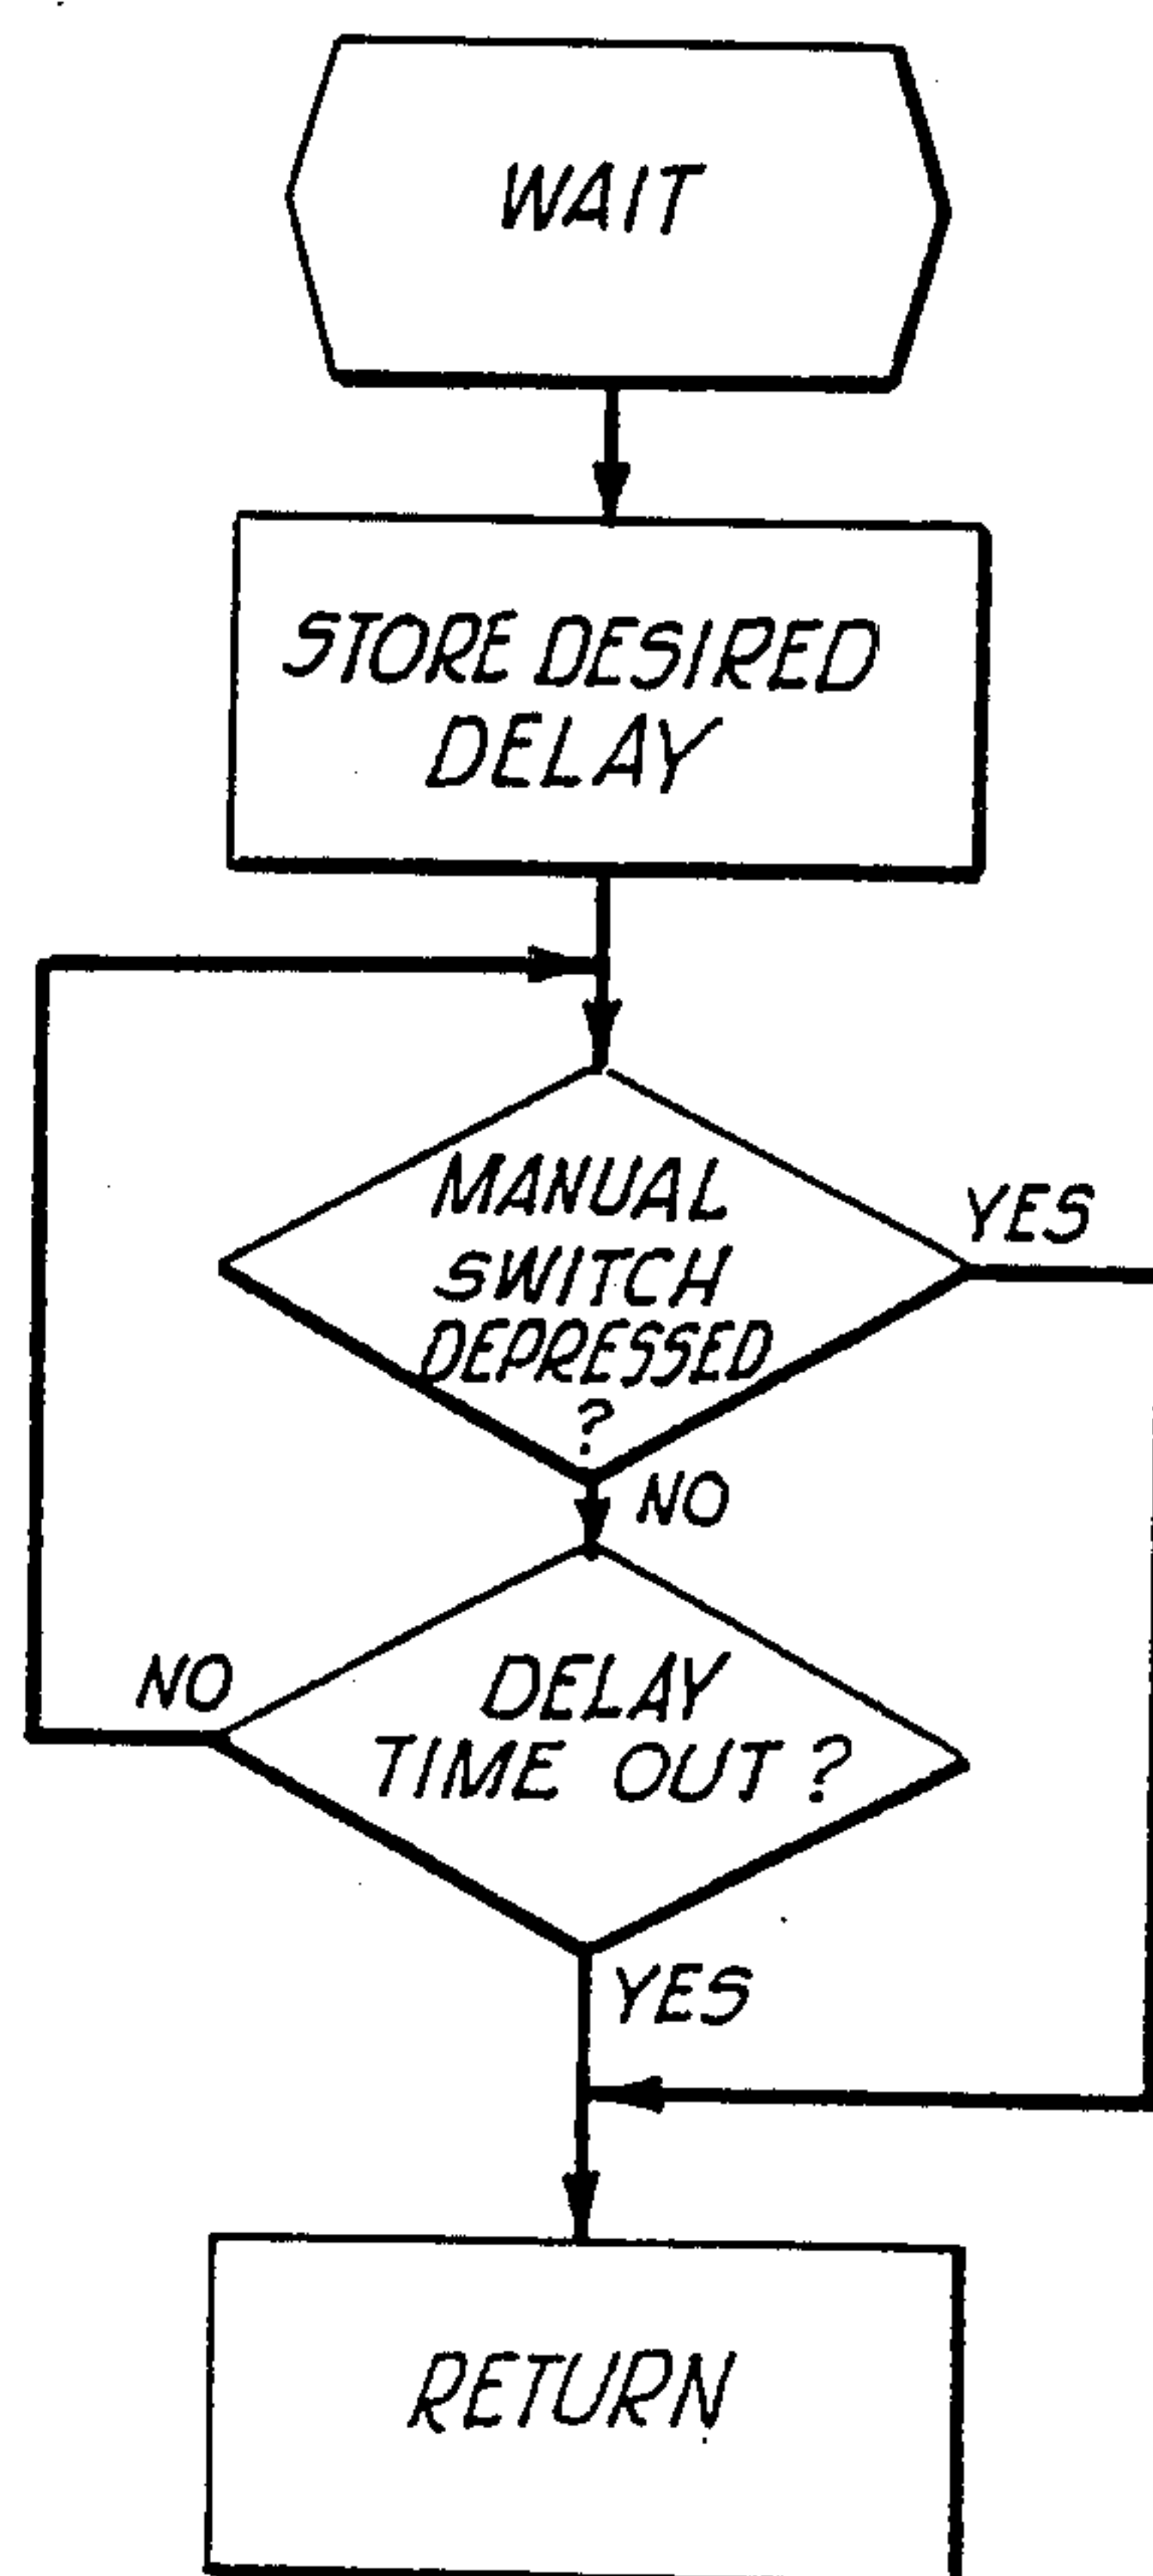 WAIT
STORE DESIRED
DELAY
MANUAL
SWITCH
DEPRESSED
?
YES
NO
DELAY
TIME OUT ?
NO
YES
RETURN